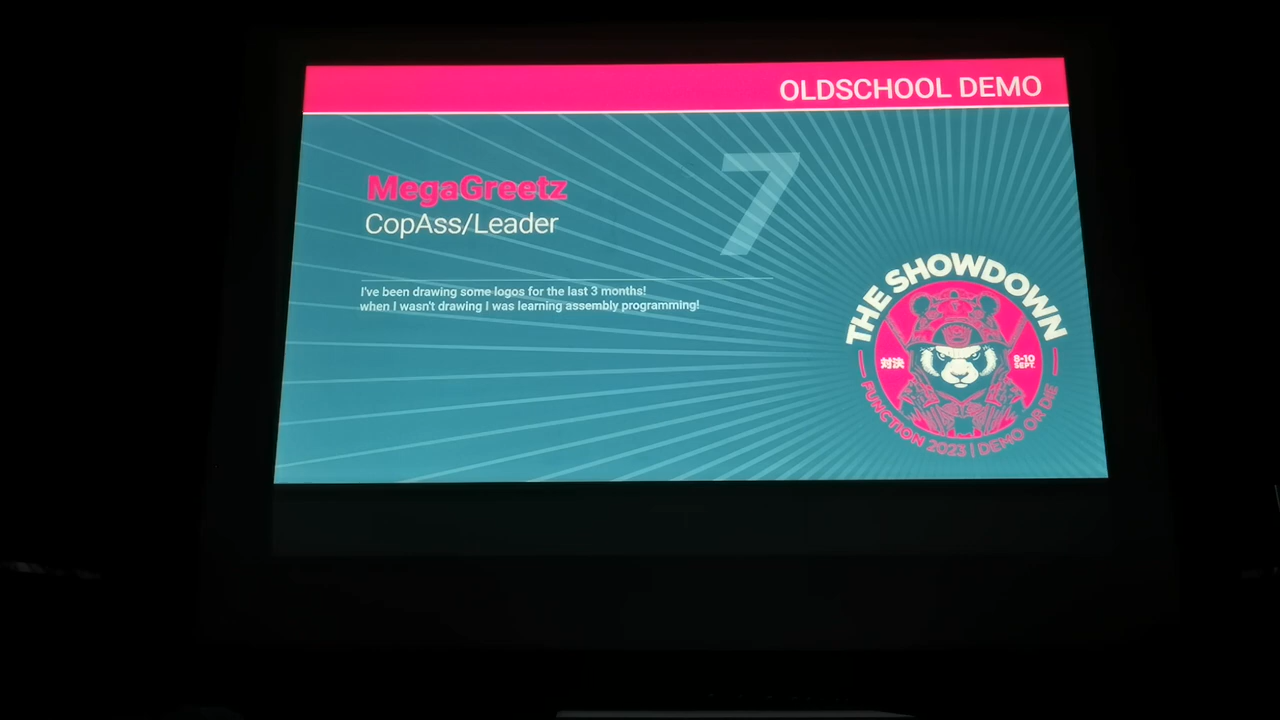 OLDSCHOOL DEMO
7
MegaGreetz
CopAss/Leader
I've been drawing some logos for the last 3 months!
when I wasn't drawing I was learning assembly programming!
THE SHOWDOWN
対決
8-10
SEPT.
FUNCTION 2023 | DEMO OR DIE